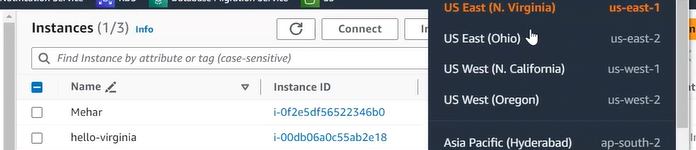 US East (N. Virginia) us-east-1
Instances (1/3) Info
Connect
US East (Ohio) us-east-2
Find Instance by attribute or tag (case-sensitive)
US West (N. California) us-west-1
Name Instance ID
US West (Oregon) us-west-2
Mehar i-0f2e5df56522346b0
hello-virginia i-00db06a0c55ab2e18
Asia Pacific (Hyderabad) ap-south-2